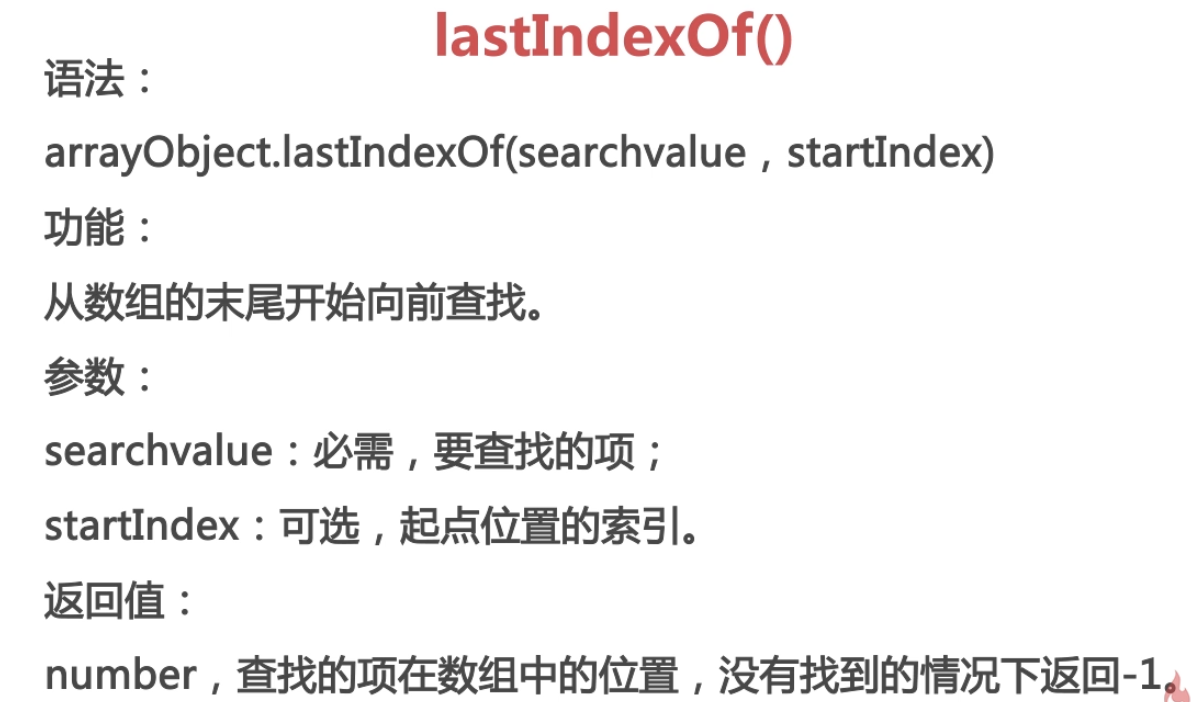 lastIndexOf()
语法：
arrayObject.lastIndexOf(searchvalue，startIndex)
功能：
从数组的末尾开始向前查找。
参数：
searchvalue：必需，要查找的项；
startIndex：可选，起点位置的索引。
返回值：
number，查找的项在数组中的位置，没有找到的情况下返回-1。